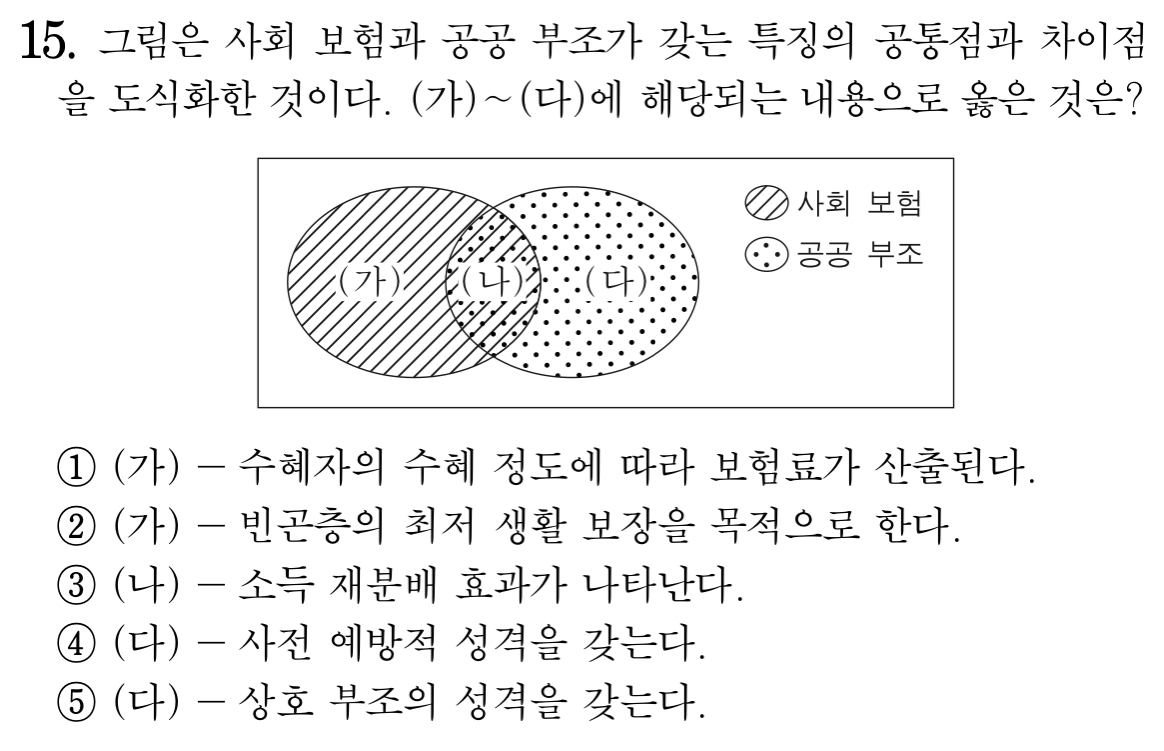 15. 그림은 사회 보험과 공공 부조가 갖는 특징의 공통점과 차이점
을 도식화한 것이다. (가)~(다)에 해당되는 내용으로 옳은 것은?
사회 보험
공공 부조
(가) (나) (다)
① (가) - 수혜자의 수혜 정도에 따라 보험료가 산출된다.
② (가) - 빈곤층의 최저 생활 보장을 목적으로 한다.
③ (나) - 소득 재분배 효과가 나타난다.
④ (다) - 사전 예방적 성격을 갖는다.
⑤ (다) - 상호 부조의 성격을 갖는다.